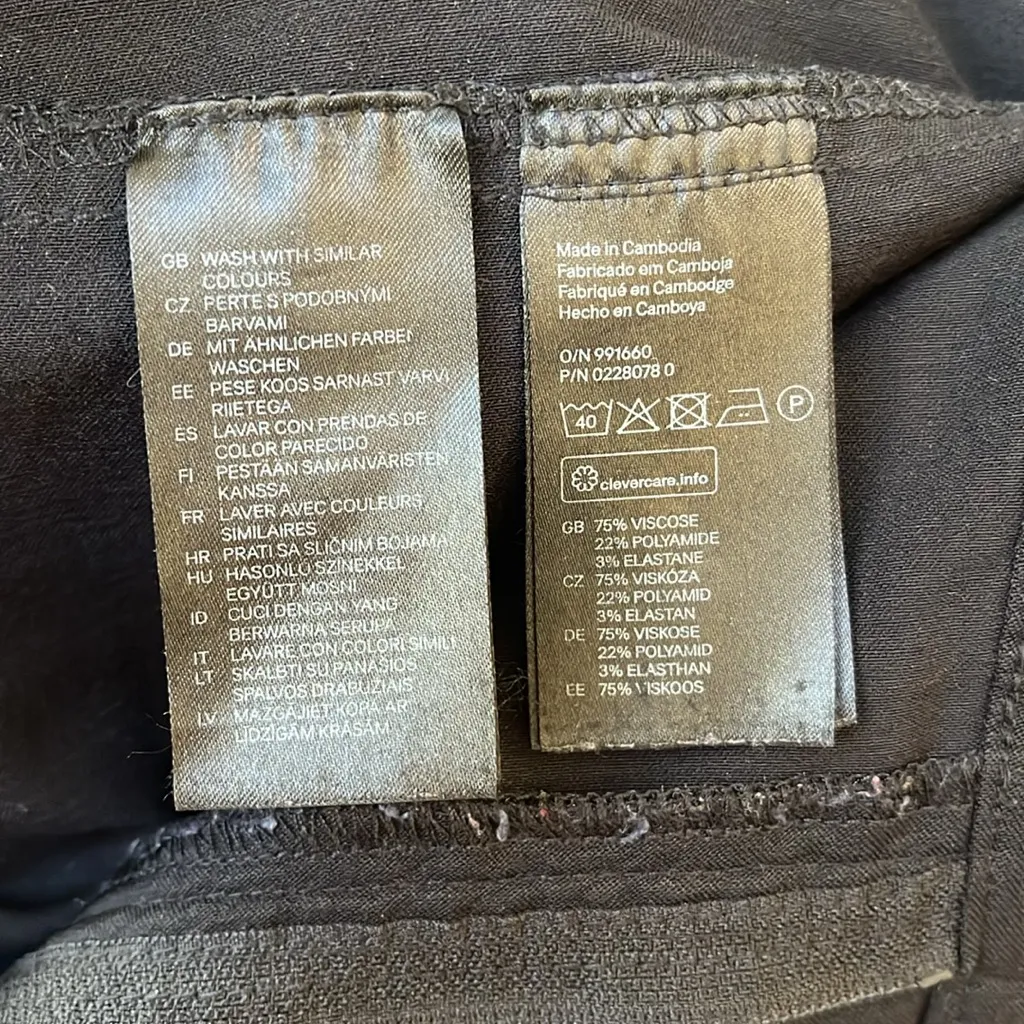 GB WASH WITH SIMILAR
COLOURS
CZ PERTE S PODOBNÝMI
BARVAMI
DE MIT ÄHNLICHEN FARBEN
WASCHEN
EE PESE KOOS SARNAST VÄRVI
RIIETEGA
ES LAVAR CON PRENDAS DE
COLOR PARECIDO
FI PESTÄÄN SAMANVÄRISTEN
KANSSA
FR LAVER AVEC COULEURS
SIMILAIRES
HR PRATI SA SLIČNIM BOJAMA
HU HASONLÓ SZÍNEKKEL
EGYÜTT MOSNI
ID CUCI DENGAN YANG
BERWARNA SERUPA
IT LAVARE CON COLORI SIMILI
LT SKALBTI SU PANAŠIOS
SPALVOS DRABUŽIAIS
LV MAZGĀJIET KOPĀ AR
LĪDZĪGĀM KRĀSĀM
Made in Cambodia
Fabricado em Camboja
Fabriqué en Cambodge
Hecho en Camboya
O/N 991660
P/N 0228078 0
40 P
clevercare.info
GB 75% VISCOSE
22% POLYAMIDE
3% ELASTANE
CZ 75% VISKÓZA
22% POLYAMID
3% ELASTAN
DE 75% VISKOSE
22% POLYAMID
3% ELASTHAN
EE 75% VISKOOS